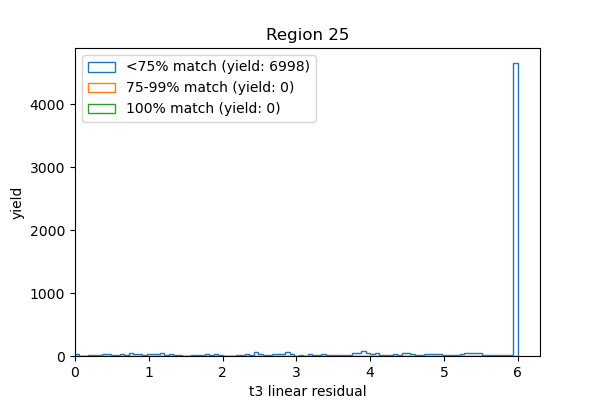 Region 25
<75% match (yield: 6998)
75-99% match (yield: 0)
100% match (yield: 0)
yield
4000
3000
2000
1000
0
0 1 2 3 4 5 6
t3 linear residual